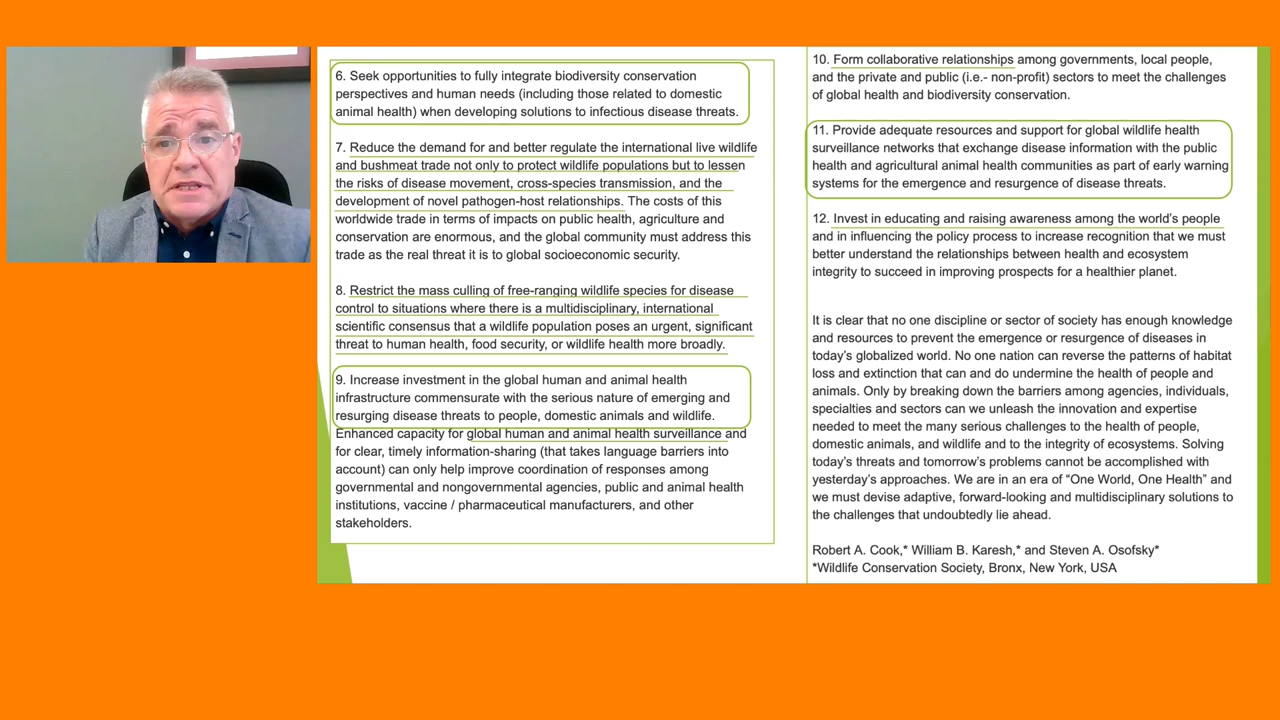 6. Seek opportunities to fully integrate biodiversity conservation
perspectives and human needs (including those related to domestic
animal health) when developing solutions to infectious disease threats.
7. Reduce the demand for and better regulate the international live wildlife
and bushmeat trade not only to protect wildlife populations but to lessen
the risks of disease movement, cross-species transmission, and the
development of novel pathogen-host relationships. The costs of this
worldwide trade in terms of impacts on public health, agriculture and
conservation are enormous, and the global community must address this
trade as the real threat it is to global socioeconomic security.
8. Restrict the mass culling of free-ranging wildlife species for disease
control to situations where there is a multidisciplinary, international
scientific consensus that a wildlife population poses an urgent, significant
threat to human health, food security, or wildlife health more broadly.
9. Increase investment in the global human and animal health
infrastructure commensurate with the serious nature of emerging and
resurging disease threats to people, domestic animals and wildlife.
Enhanced capacity for global human and animal health surveillance and
for clear, timely information-sharing (that takes language barriers into
account) can only help improve coordination of responses among
governmental and nongovernmental agencies, public and animal health
institutions, vaccine / pharmaceutical manufacturers, and other
stakeholders.
10. Form collaborative relationships among governments, local people,
and the private and public (i.e.- non-profit) sectors to meet the challenges
of global health and biodiversity conservation.
11. Provide adequate resources and support for global wildlife health
surveillance networks that exchange disease information with the public
health and agricultural animal health communities as part of early warning
systems for the emergence and resurgence of disease threats.
12. Invest in educating and raising awareness among the world's people
and in influencing the policy process to increase recognition that we must
better understand the relationships between health and ecosystem
integrity to succeed in improving prospects for a healthier planet.
It is clear that no one discipline or sector of society has enough knowledge
and resources to prevent the emergence or resurgence of diseases in
today's globalized world. No one nation can reverse the patterns of habitat
loss and extinction that can and do undermine the health of people and
animals. Only by breaking down the barriers among agencies, individuals,
specialties and sectors can we unleash the innovation and expertise
needed to meet the many serious challenges to the health of people,
domestic animals, and wildlife and to the integrity of ecosystems. Solving
today's threats and tomorrow's problems cannot be accomplished with
yesterday's approaches. We are in an era of “One World, One Health” and
we must devise adaptive, forward-looking and multidisciplinary solutions to
the challenges that undoubtedly lie ahead.
Robert A. Cook,* William B. Karesh,* and Steven A. Osofsky*
*Wildlife Conservation Society, Bronx, New York, USA